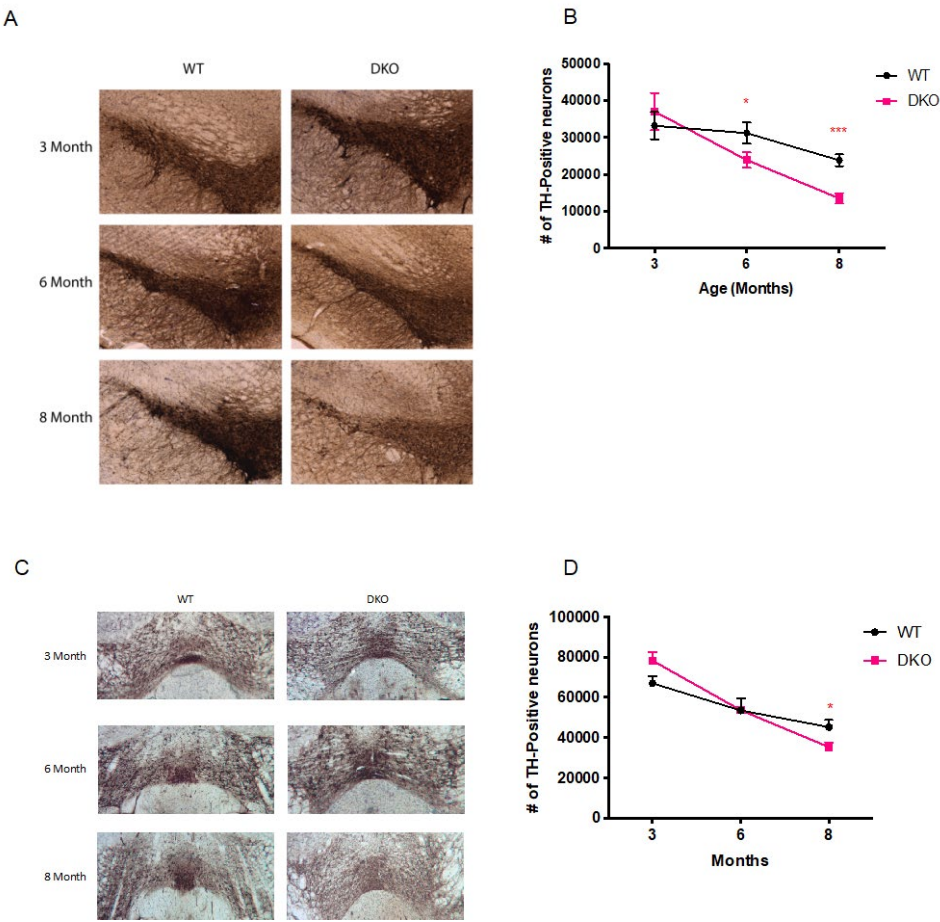 A
WT DKO
3 Month
6 Month
8 Month
B
50000
40000
30000
20000
10000
0
# of TH-Positive neurons
* ***
3 6 8
Age (Months)
WT
DKO
C
WT DKO
3 Month
6 Month
8 Month
D
100000
80000
60000
40000
20000
0
# of TH-Positive neurons
*
3 6 8
Months
WT
DKO